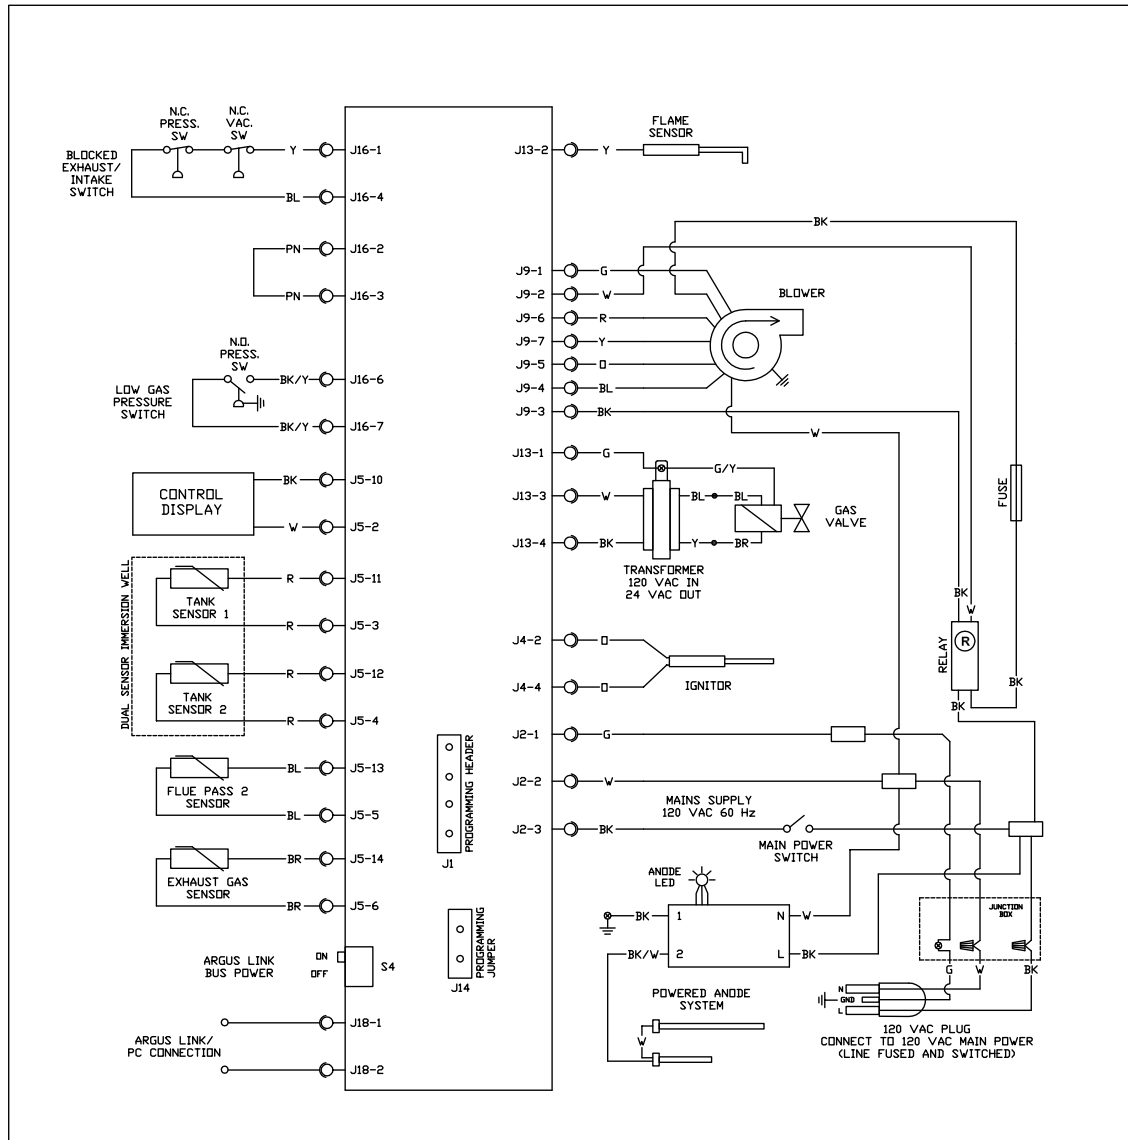 N.C.
PRESS.
SW
N.C.
VAC.
SW
BLOCKED
EXHAUST/
INTAKE
SWITCH
Y
J16-1
BL
J16-4
PN
J16-2
PN
J16-3
N.O.
PRESS.
SW
LOW GAS
PRESSURE
SWITCH
BK/Y
J16-6
BK/Y
J16-7
CONTROL
DISPLAY
BK
J5-10
W
J5-2
DUAL SENSOR IMMERSION WELL
TANK
SENSOR 1
R
J5-11
R
J5-3
TANK
SENSOR 2
R
J5-12
R
J5-4
FLUE PASS 2
SENSOR
BL
J5-13
BL
J5-5
EXHAUST GAS
SENSOR
BR
J5-14
BR
J5-6
ARGUS LINK
BUS POWER
ON
OFF
S4
ARGUS LINK/
PC CONNECTION
J18-1
J18-2
PROGRAMMING HEADER
J1
PROGRAMMING
JUMPER
J14
J13-2
Y
FLAME
SENSOR
BK
J9-1
G
J9-2
W
J9-6
R
J9-7
Y
J9-5
O
J9-4
BL
J9-3
BK
BLOWER
W
FUSE
J13-1
G
G/Y
J13-3
W
BL
BL
J13-4
BK
Y
BR
GAS
VALVE
TRANSFORMER
120 VAC IN
24 VAC OUT
BK
W
RELAY
R
BK
BK
J4-2
O
J4-4
O
IGNITOR
J2-1
G
J2-2
W
MAINS SUPPLY
120 VAC 60 Hz
J2-3
BK
MAIN POWER
SWITCH
ANODE
LED
BK
1
N
W
BK/W
2
L
BK
POWERED ANODE
SYSTEM
W
JUNCTION
BOX
G
W
BK
N
GND
L
120 VAC PLUG
CONNECT TO 120 VAC MAIN POWER
(LINE FUSED AND SWITCHED)